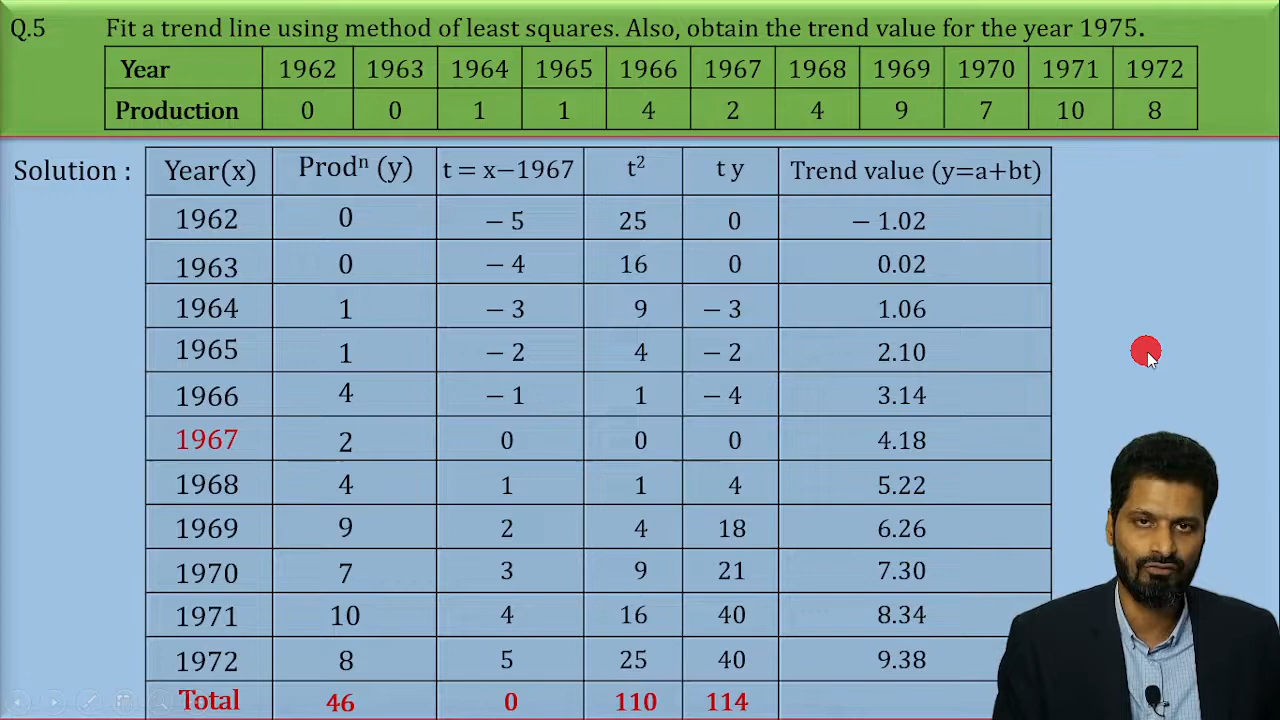 Q.5 Fit a trend line using method of least squares. Also, obtain the trend value for the year 1975.
Year 1962 1963 1964 1965 1966 1967 1968 1969 1970 1971 1972
Production 0 0 1 1 4 2 4 9 7 10 8
Solution : Year(x) Prodⁿ (y) t = x−1967 t² t y Trend value (y=a+bt)
1962 0 − 5 25 0 − 1.02
1963 0 − 4 16 0 0.02
1964 1 − 3 9 − 3 1.06
1965 1 − 2 4 − 2 2.10
1966 4 − 1 1 − 4 3.14
1967 2 0 0 0 4.18
1968 4 1 1 4 5.22
1969 9 2 4 18 6.26
1970 7 3 9 21 7.30
1971 10 4 16 40 8.34
1972 8 5 25 40 9.38
Total 46 0 110 114